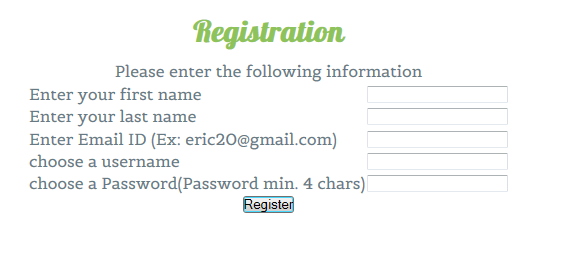 Registration
Please enter the following information
Enter your first name
Enter your last name
Enter Email ID (Ex: eric20@gmail.com)
choose a username
choose a Password(Password min. 4 chars)
Register